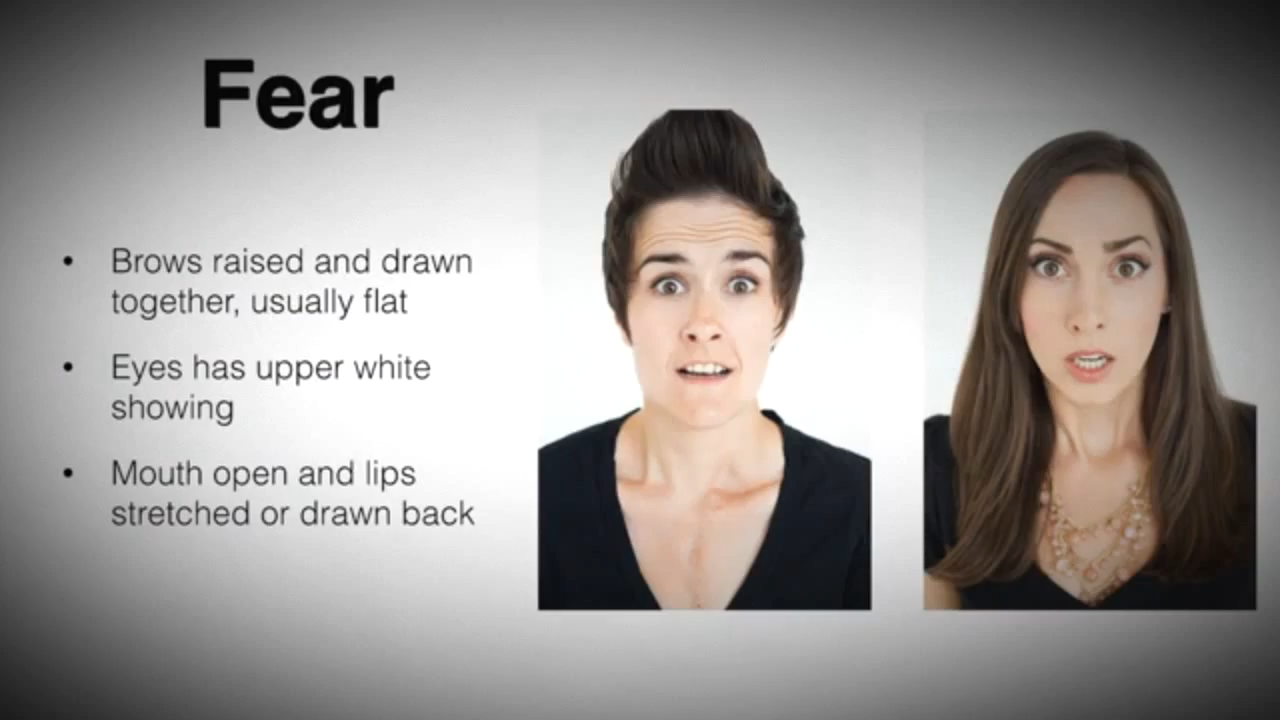 Fear
• Brows raised and drawn
together, usually flat
• Eyes has upper white
showing
• Mouth open and lips
stretched or drawn back